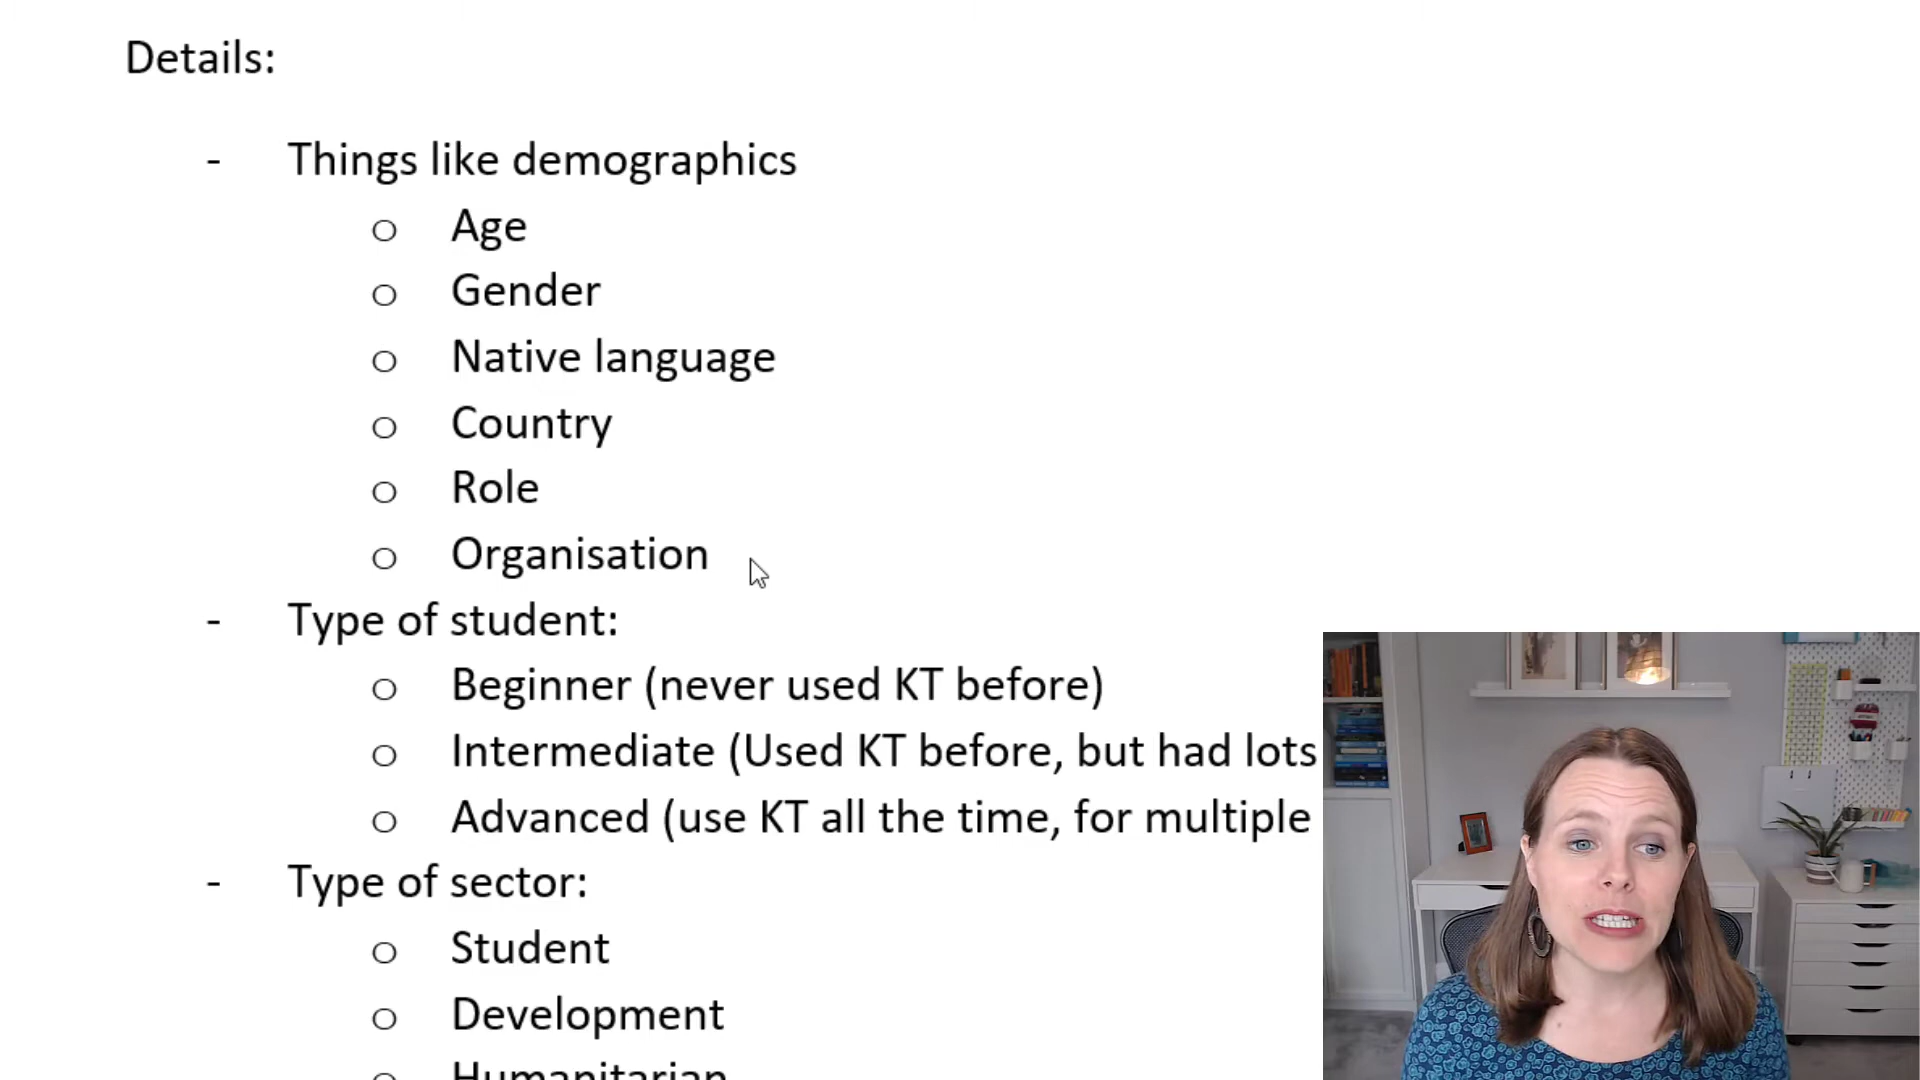 Details:
- Things like demographics
o Age
o Gender
o Native language
o Country
o Role
o Organisation
- Type of student:
o Beginner (never used KT before)
o Intermediate (Used KT before, but had lots
o Advanced (use KT all the time, for multiple
- Type of sector:
o Student
o Development
o Humanitarian